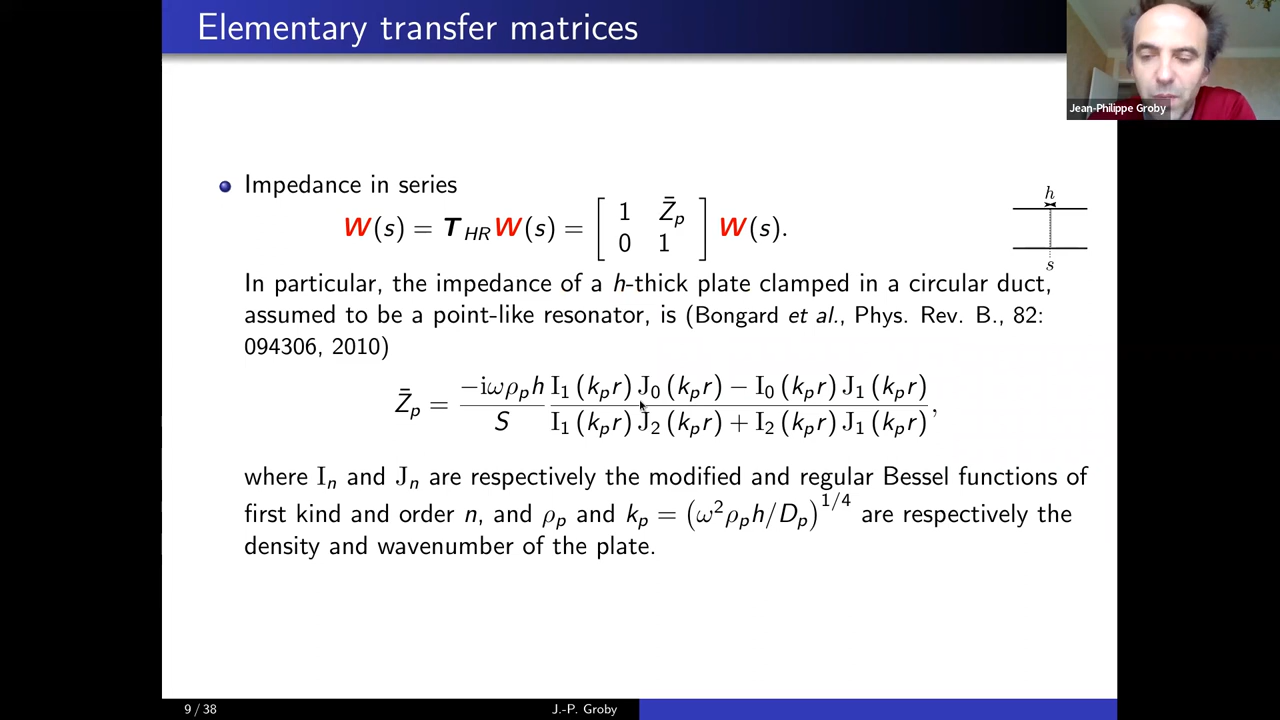 Elementary transfer matrices
Jean-Philippe Groby
Impedance in series
W(s) = T_HR W(s) = [ 1 Z̄_p ; 0 1 ] W(s).
h
s
In particular, the impedance of a h-thick plate clamped in a circular duct,
assumed to be a point-like resonator, is (Bongard et al., Phys. Rev. B., 82:
094306, 2010)
Z̄_p = (−iωρ_p h / S) (I_1 (k_p r) J_0 (k_p r) − I_0 (k_p r) J_1 (k_p r)) / (I_1 (k_p r) J_2 (k_p r) + I_2 (k_p r) J_1 (k_p r)),
where I_n and J_n are respectively the modified and regular Bessel functions of
first kind and order n, and ρ_p and k_p = (ω^2 ρ_p h/D_p)^1/4 are respectively the
density and wavenumber of the plate.
9 / 38
J.-P. Groby